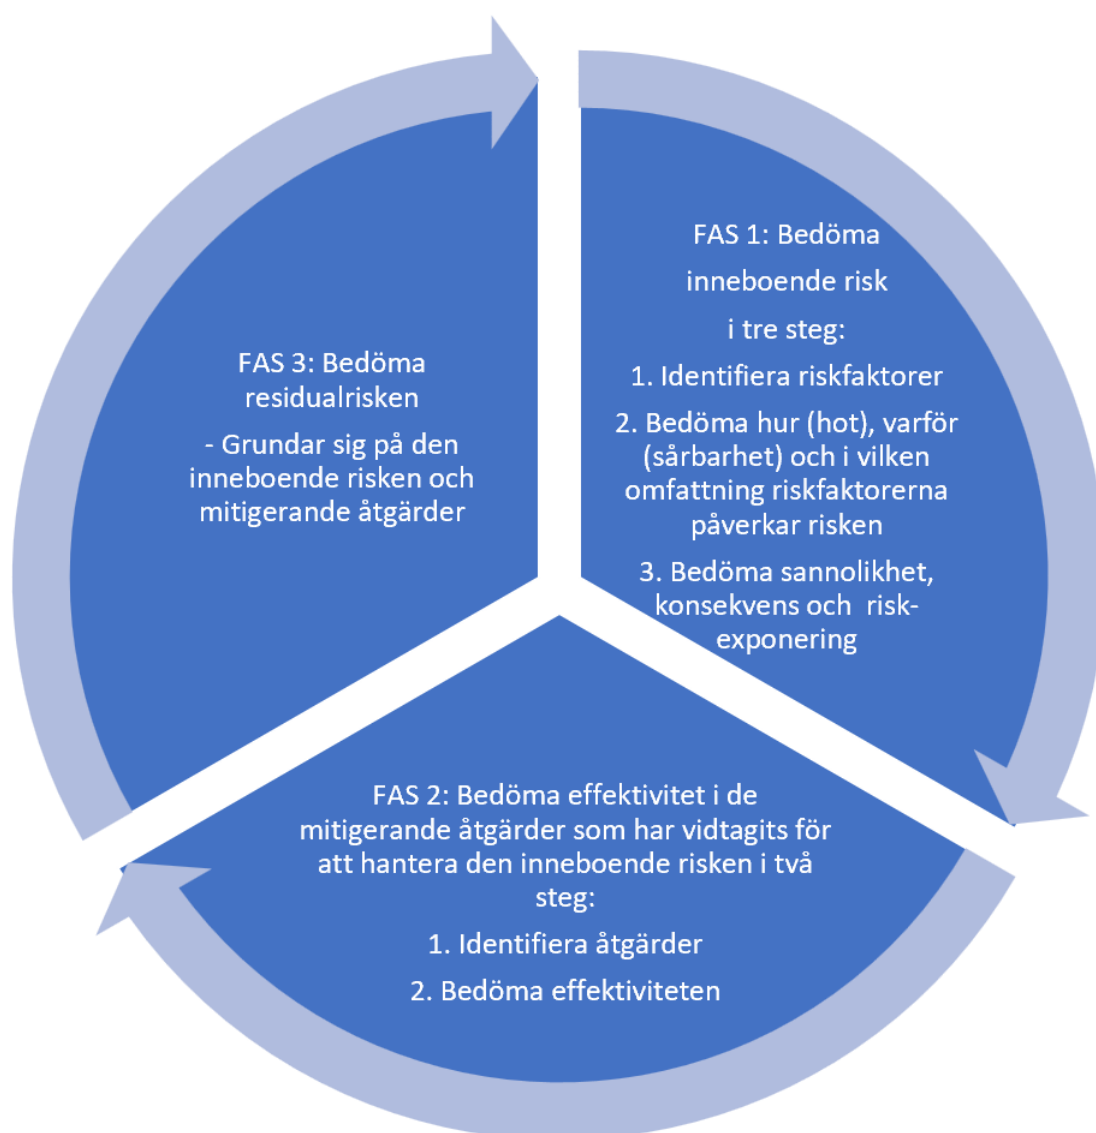 FAS 1: Bedöma
inneboende risk
i tre steg:
1. Identifiera riskfaktorer
2. Bedöma hur (hot), varför
(sårbarhet) och i vilken
omfattning riskfaktorerna
påverkar risken
3. Bedöma sannolikhet,
konsekvens och risk-
exponering
FAS 2: Bedöma effektivitet i de
mitigerande åtgärder som har vidtagits för
att hantera den inneboende risken i två
steg:
1. Identifiera åtgärder
2. Bedöma effektiviteten
FAS 3: Bedöma
residualrisken
- Grundar sig på den
inneboende risken och
mitigerande åtgärder